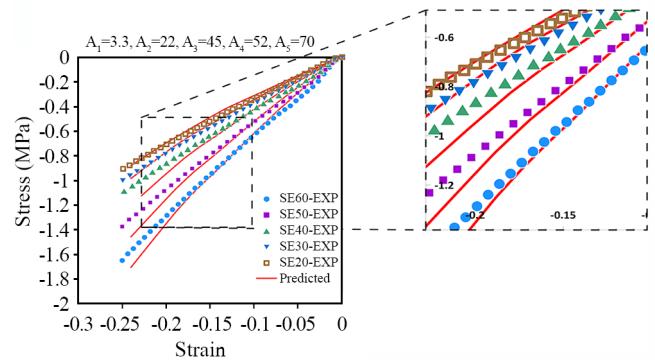 A1=3.3, A2=22, A3=45, A4=52, A5=70
Stress (MPa)
0
-0.2
-0.4
-0.6
-0.8
-1
-1.2
-1.4
-1.6
-1.8
-2
-0.3 -0.25 -0.2 -0.15 -0.1 -0.05 0
Strain
SE60-EXP
SE50-EXP
SE40-EXP
SE30-EXP
SE20-EXP
Predicted
-0.6
-0.8
-1
-1.2
-0.2 -0.15